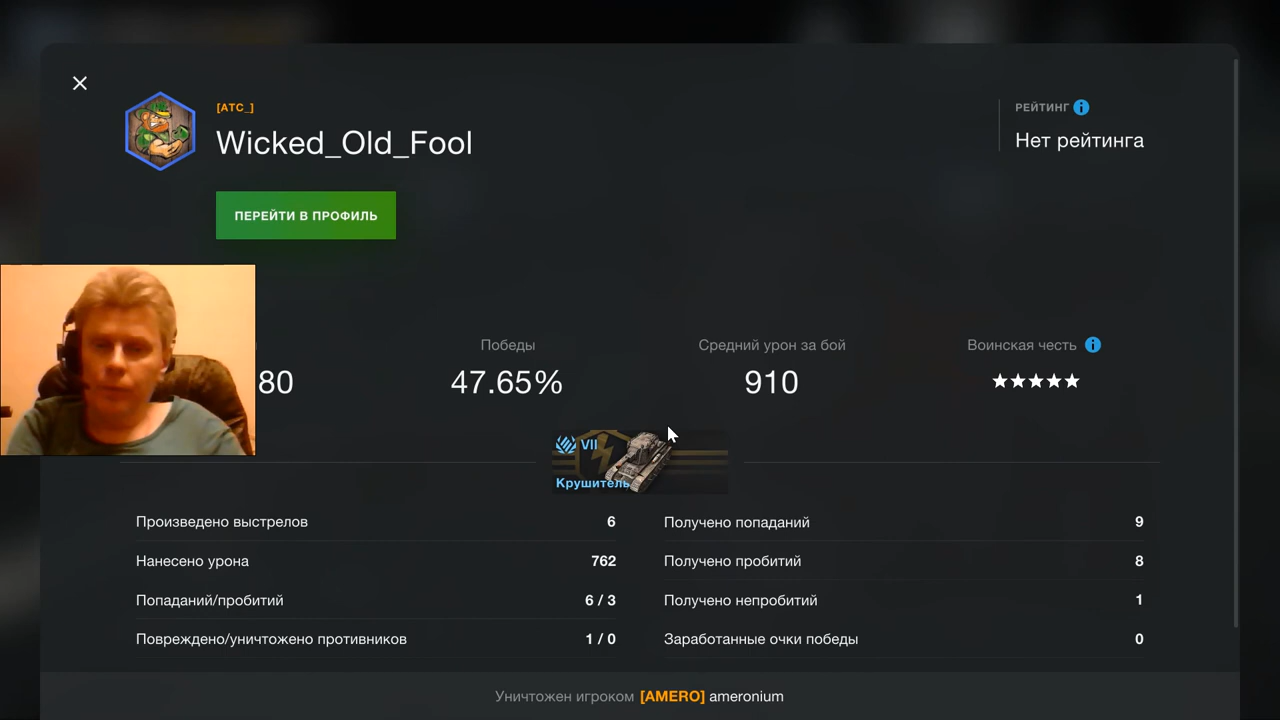 [ATC_]
Wicked_Old_Fool
РЕЙТИНГ
Нет рейтинга
ПЕРЕЙТИ В ПРОФИЛЬ
80
Победы
47.65%
Средний урон за бой
910
Воинская честь
VII
Крушитель
Произведено выстрелов 6
Получено попаданий 9
Нанесено урона 762
Получено пробитий 8
Попаданий/пробитий 6 / 3
Получено непробитий 1
Повреждено/уничтожено противников 1 / 0
Заработанные очки победы 0
Уничтожен игроком [AMERO] ameronium